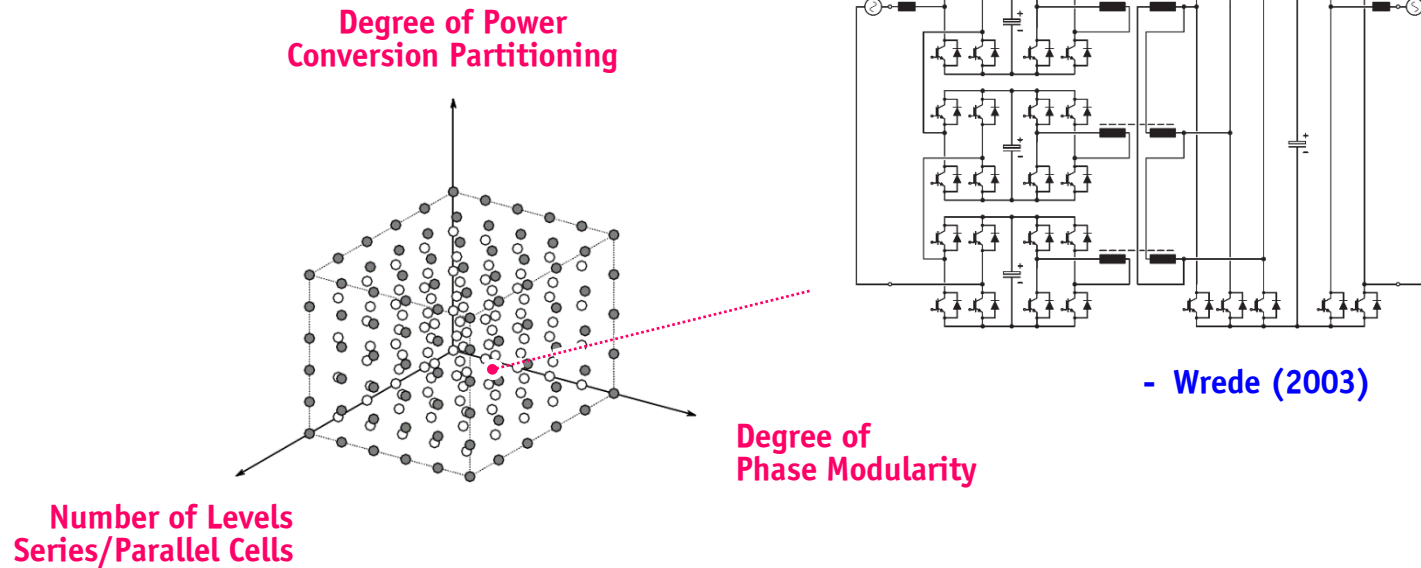 Degree of Power
Conversion Partitioning
- Wrede (2003)
Degree of
Phase Modularity
Number of Levels
Series/Parallel Cells